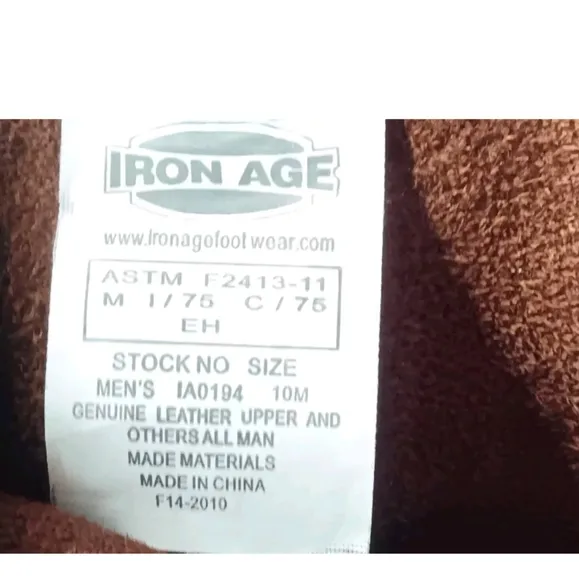 IRON AGE
www.Ironagefootwear.com
ASTM F2413-11
M I/75 C/75
EH
STOCK NO SIZE
MEN'S IA0194 10M
GENUINE LEATHER UPPER AND
OTHERS ALL MAN
MADE MATERIALS
MADE IN CHINA
F14-2010